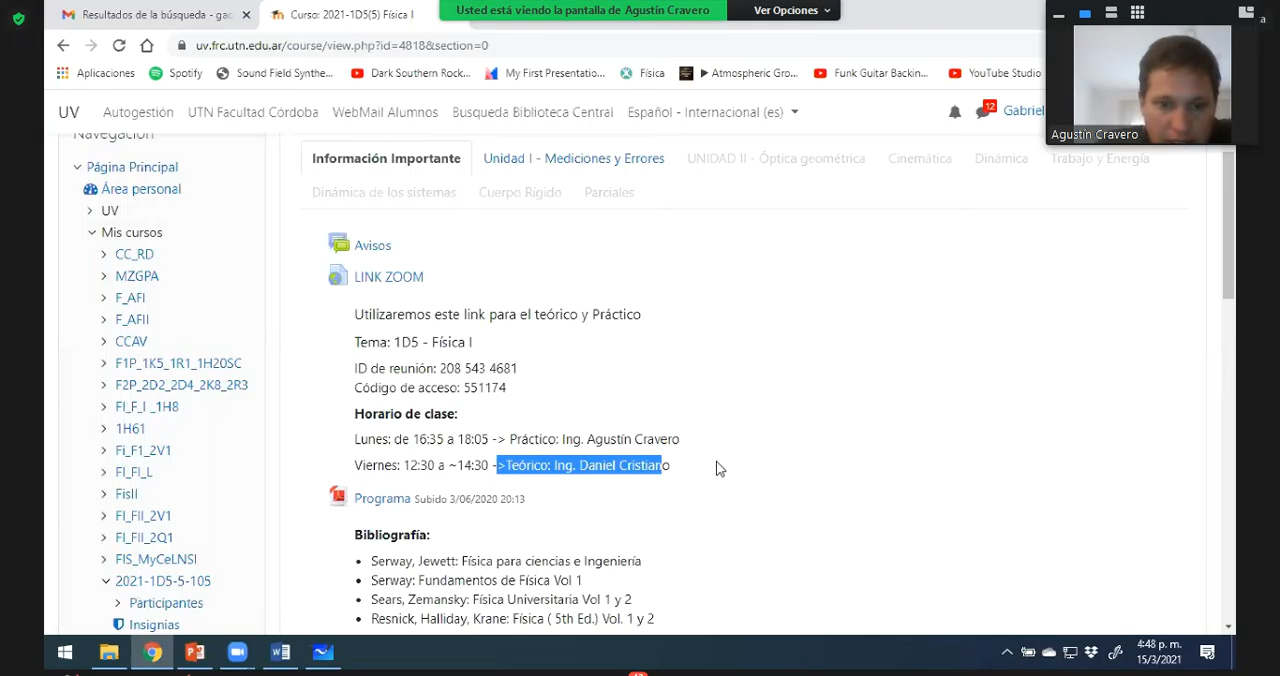 Resultados de la búsqueda - gac
Curso: 2021-1D5(5) Física I
Usted está viendo la pantalla de Agustín Cravero
Ver Opciones
uv.frc.utn.edu.ar/course/view.php?id=4818&section=0
Aplicaciones
Spotify
Sound Field Synthe...
Dark Southern Rock...
My First Presentatio...
Física
Atmospheric Gro...
Funk Guitar Backin...
YouTube Studio
Agustín Cravero
UV
Autogestión
UTN Facultad Córdoba
WebMail Alumnos
Busqueda Biblioteca Central
Español - Internacional (es)
12
Gabriel
Navegación
Página Principal
Área personal
UV
Mis cursos
CC_RD
MZGPA
F_AFI
F_AFII
CCAV
F1P_1K5_1R1_1H20SC
F2P_2D2_2D4_2K8_2R3
FI_F_I _1H8
1H61
Fi_F1_2V1
FI_FI_L
FisII
FI_FII_2V1
FI_FII_2Q1
FIS_MyCeLNSI
2021-1D5-5-105
Participantes
Insignias
Información Importante
Unidad I - Mediciones y Errores
UNIDAD II - Óptica geométrica
Cinemática
Dinámica
Trabajo y Energía
Dinámica de los sistemas
Cuerpo Rígido
Parciales
Avisos
LINK ZOOM
Utilizaremos este link para el teórico y Práctico
Tema: 1D5 - Física I
ID de reunión: 208 543 4681
Código de acceso: 551174
Horario de clase:
Lunes: de 16:35 a 18:05 -> Práctico: Ing. Agustín Cravero
Viernes: 12:30 a ~14:30 ->Teórico: Ing. Daniel Cristiano
Programa Subido 3/06/2020 20:13
Bibliografía:
Serway, Jewett: Física para ciencias e Ingeniería
Serway: Fundamentos de Física Vol 1
Sears, Zemansky: Física Universitaria Vol 1 y 2
Resnick, Halliday, Krane: Física ( 5th Ed.) Vol. 1 y 2
4:48 p. m.
15/3/2021